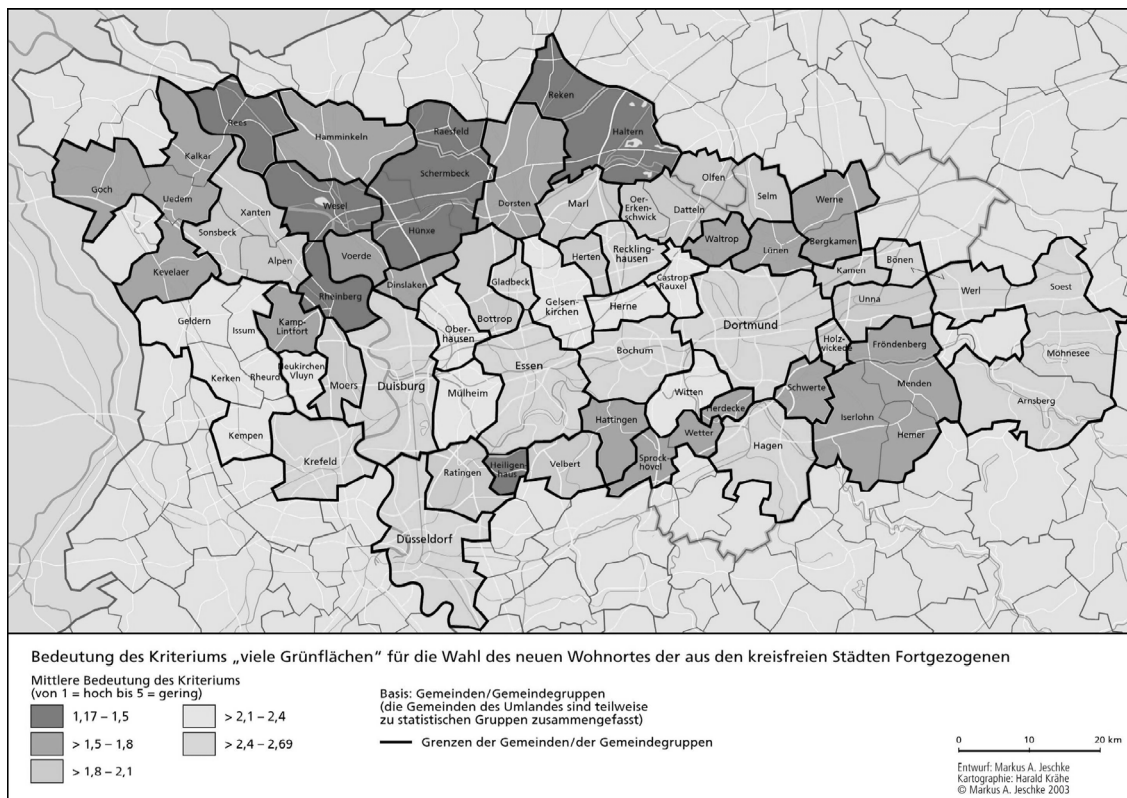 Reken
Rees
Raesfeld
Haltern
Hamminkeln
Kalkar
Schermbeck
Olfen
Goch
Uedem
Wesel
Dorsten
Marl
Oer-
Erken-
schwick
Datteln
Selm
Werne
Xanten
Sonsbeck
Hünxe
Waltrop
Lünen
Bergkamen
Alpen
Voerde
Herten
Reckling-
hausen
Bönen
Kevelaer
Dinslaken
Gladbeck
Castrop-
Rauxel
Kamen
Werl
Soest
Rheinberg
Gelsen-
kirchen
Herne
Unna
Geldern
Issum
Kamp-
Lintfort
Bottrop
Ober-
hausen
Dortmund
Holz-
wickede
Fröndenberg
Möhnesee
Bochum
Kerken
Rheurd
Neukirchen
Vluyn
Moers
Duisburg
Essen
Mülheim
Witten
Schwerte
Menden
Arnsberg
Herdecke
Hattingen
Iserlohn
Kempen
Wetter
Hemer
Krefeld
Hagen
Ratingen
Heiligen-
haus
Velbert
Sprock-
hövel
Düsseldorf
Bedeutung des Kriteriums „viele Grünflächen“ für die Wahl des neuen Wohnortes der aus den kreisfreien Städten Fortgezogenen
Mittlere Bedeutung des Kriteriums
(von 1 = hoch bis 5 = gering)
1,17 – 1,5
> 1,5 – 1,8
> 1,8 – 2,1
> 2,1 – 2,4
> 2,4 – 2,69
Basis: Gemeinden/Gemeindegruppen
(die Gemeinden des Umlandes sind teilweise
zu statistischen Gruppen zusammengefasst)
Grenzen der Gemeinden/der Gemeindegruppen
0 10 20 km
Entwurf: Markus A. Jeschke
Kartographie: Harald Krähe
© Markus A. Jeschke 2003